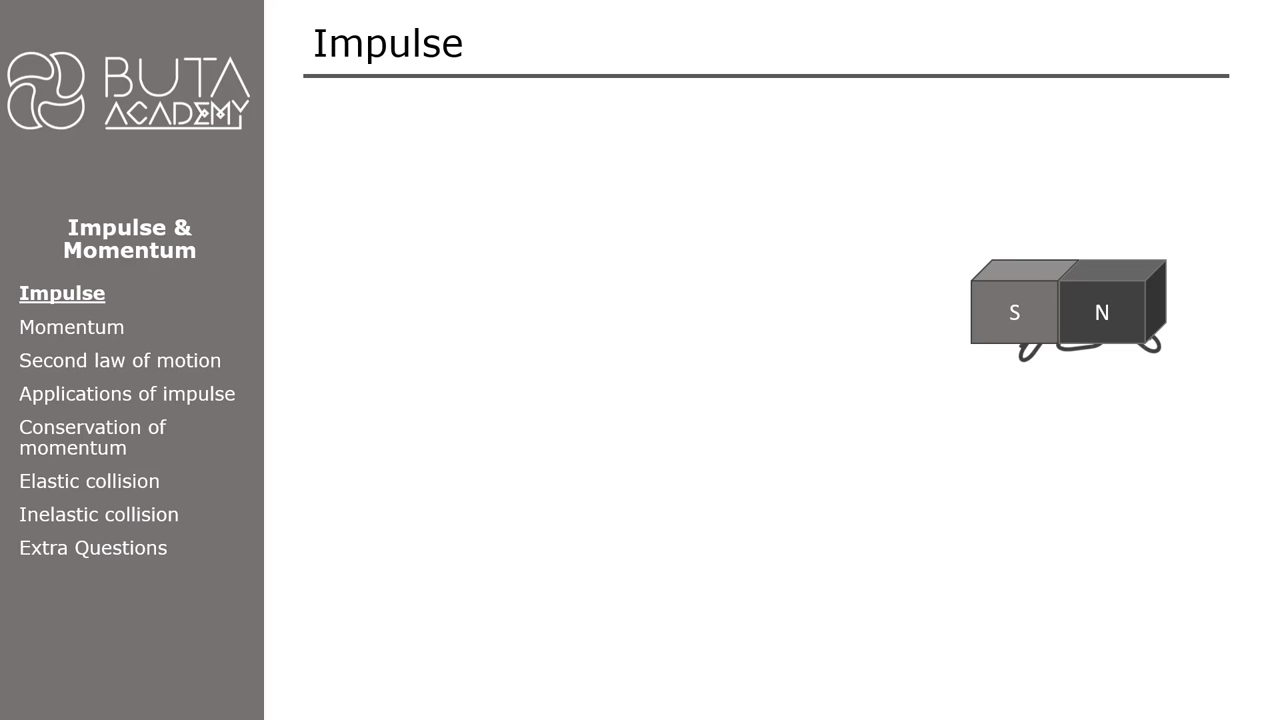 BUTA
ACADEMY
Impulse &
Momentum
Impulse
Momentum
Second law of motion
Applications of impulse
Conservation of
momentum
Elastic collision
Inelastic collision
Extra Questions
Impulse
S
N